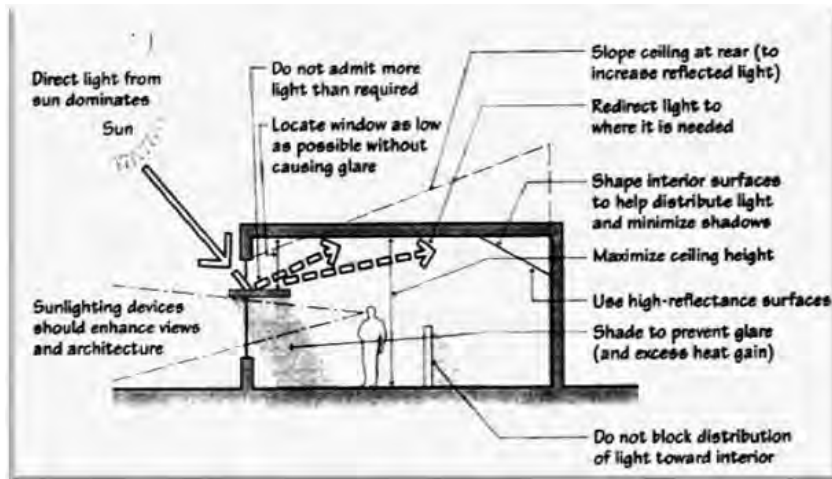 Direct light from
sun dominates
Sun
Sunlighting devices
should enhance views
and architecture
Do not admit more
light than required
Locate window as low
as possible without
causing glare
Slope ceiling at rear (to
increase reflected light)
Redirect light to
where it is needed
Shape interior surfaces
to help distribute light
and minimize shadows
Maximize ceiling height
Use high-reflectance surfaces
Shade to prevent glare
(and excess heat gain)
Do not block distribution
of light toward interior